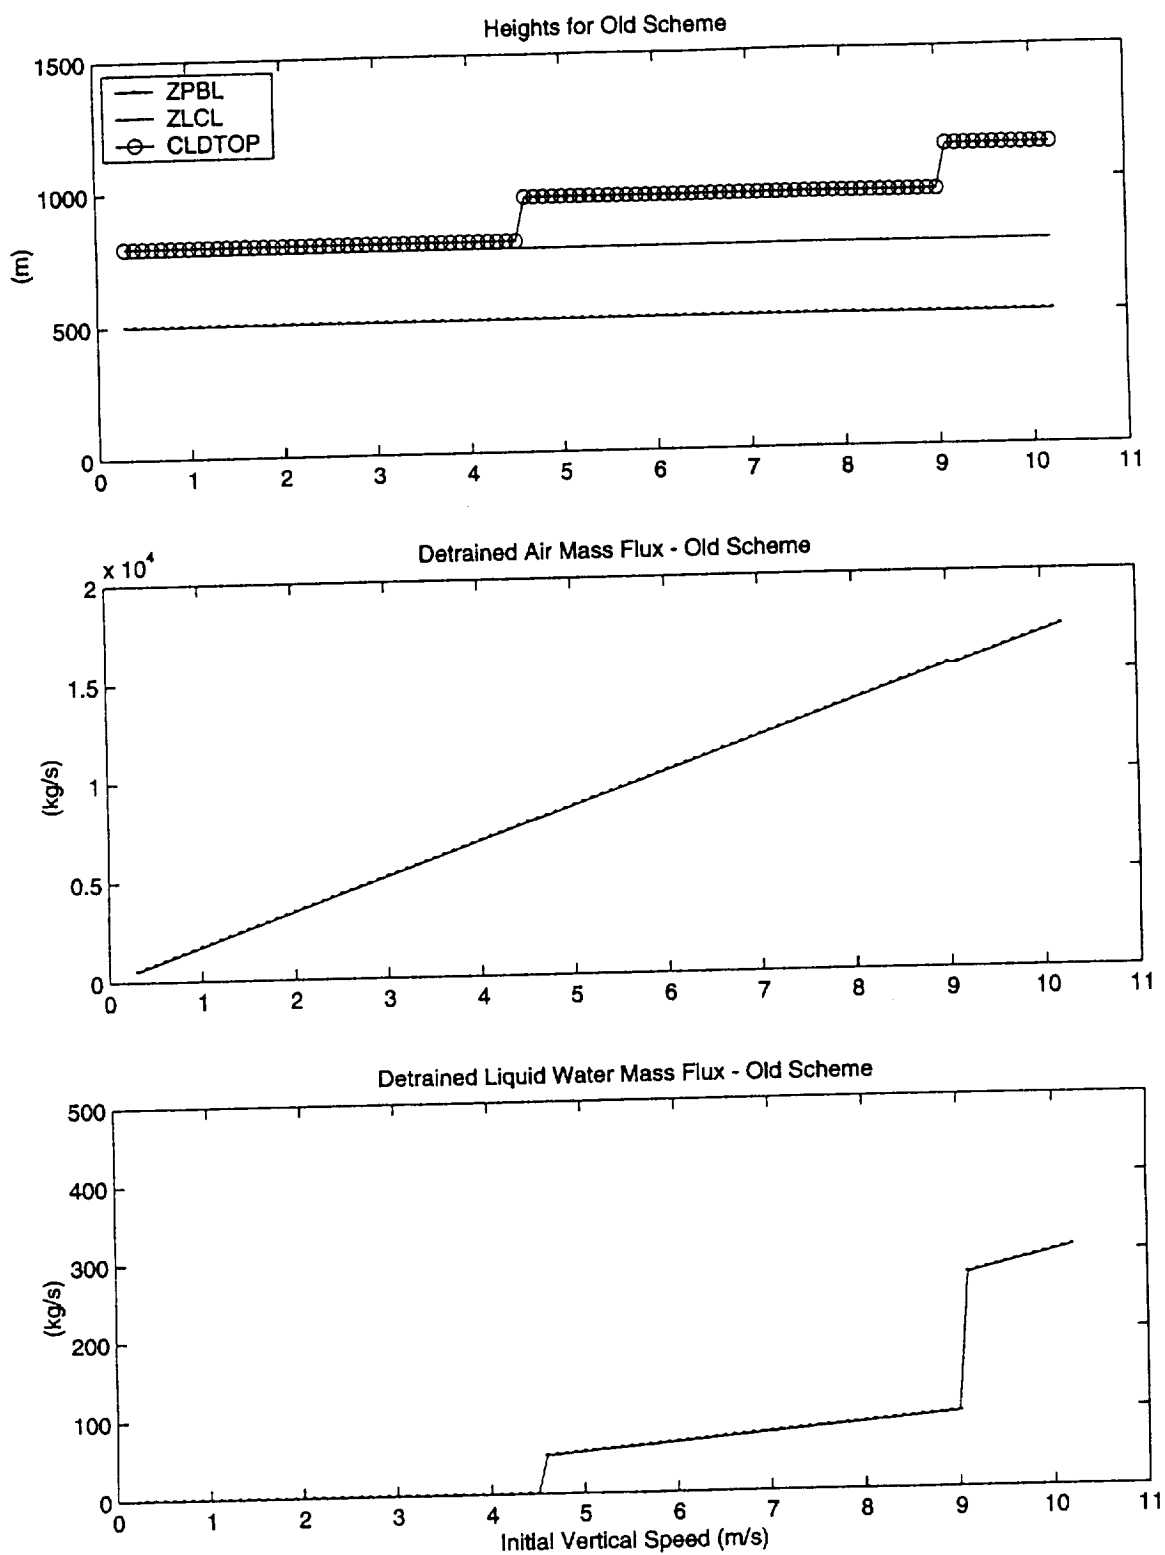 Heights for Old Scheme
1500
1000
500
0
(m)
ZPBL
ZLCL
CLDTOP
0 1 2 3 4 5 6 7 8 9 10 11
Detrained Air Mass Flux - Old Scheme
x 10^4
2
1.5
1
0.5
0
(kg/s)
0 1 2 3 4 5 6 7 8 9 10 11
Detrained Liquid Water Mass Flux - Old Scheme
500
400
300
200
100
0
(kg/s)
0 1 2 3 4 5 6 7 8 9 10 11
Initial Vertical Speed (m/s)